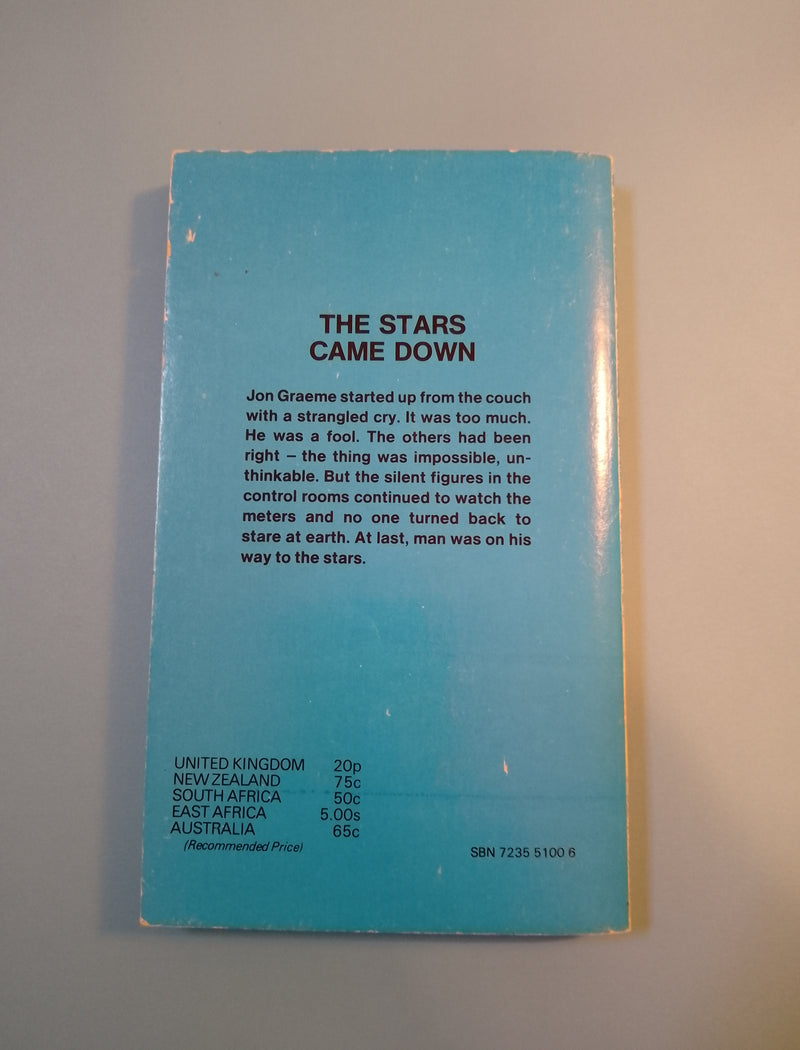 THE STARS
CAME DOWN
Jon Graeme started up from the couch
with a strangled cry. It was too much.
He was a fool. The others had been
right – the thing was impossible, un-
thinkable. But the silent figures in the
control rooms continued to watch the
meters and no one turned back to
stare at earth. At last, man was on his
way to the stars.
UNITED KINGDOM 20p
NEW ZEALAND 75c
SOUTH AFRICA 50c
EAST AFRICA 5.00s
AUSTRALIA 65c
(Recommended Price)
SBN 7235 5100 6